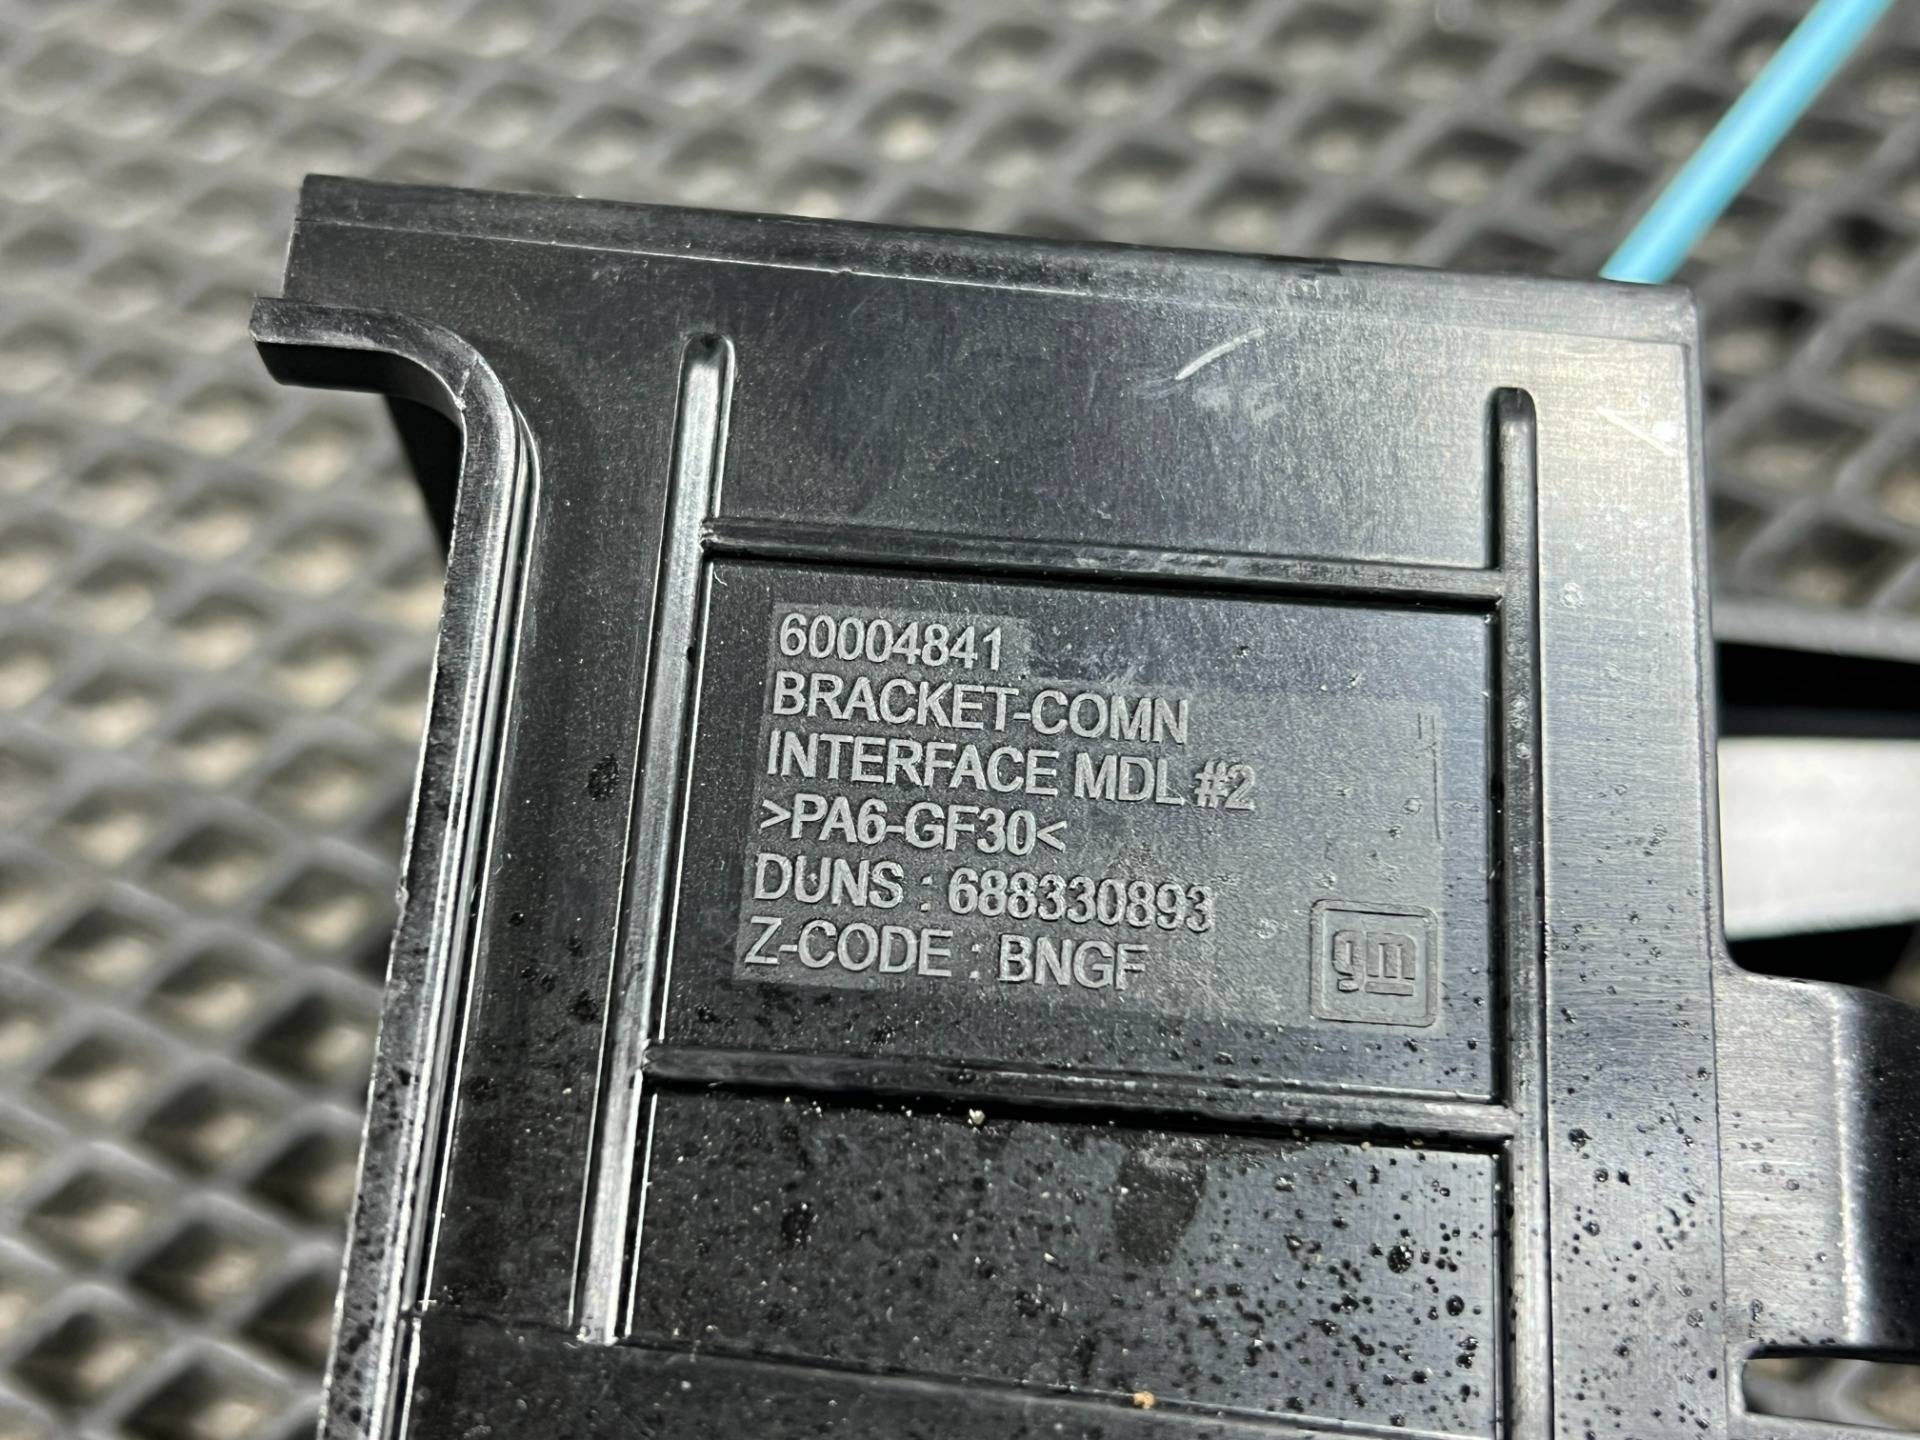 60004841
BRACKET-COMN
INTERFACE MDL #2
>PA6-GF30<
DUNS : 688330893
Z-CODE : BNGF
gm